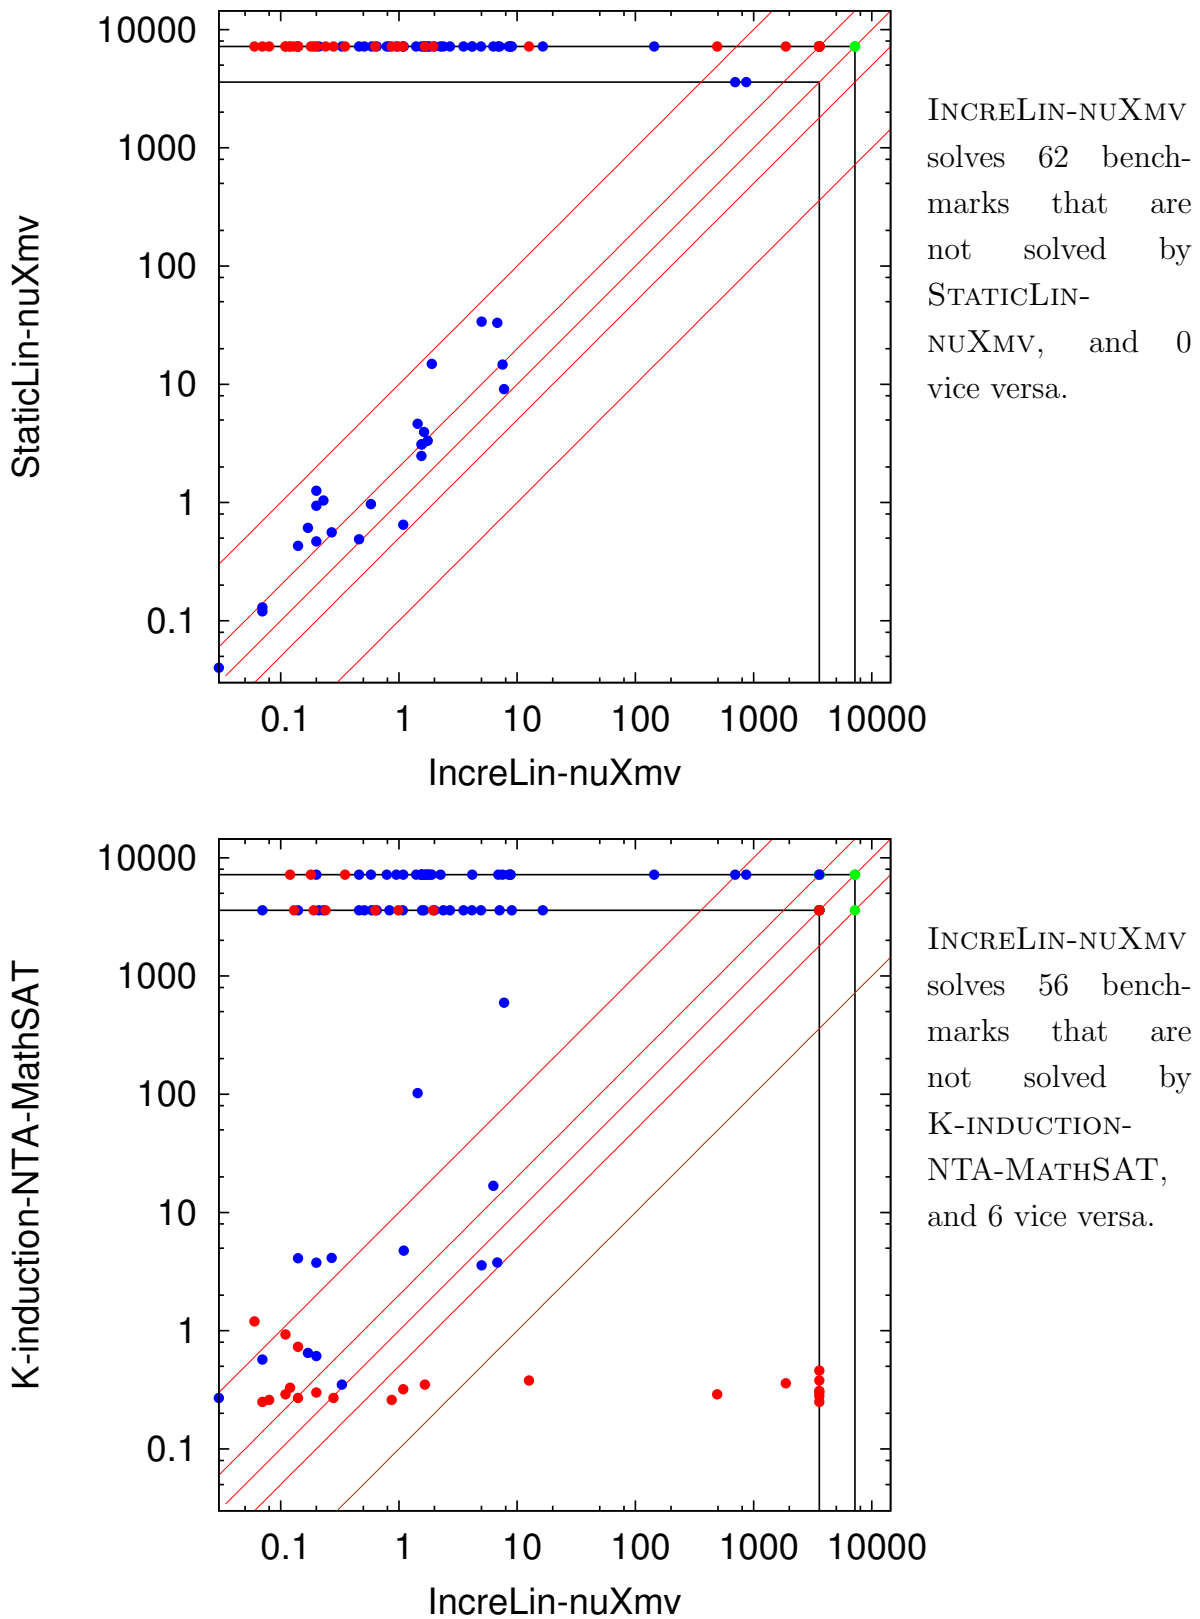 10000
1000
100
10
1
0.1
StaticLin-nuXmv
0.1 1 10 100 1000 10000
IncreLin-nuXmv
INCRELIN-NUXMV
solves 62 bench-
marks that are
not solved by
STATICLIN-
NUXMV, and 0
vice versa.
10000
1000
100
10
1
0.1
K-induction-NTA-MathSAT
0.1 1 10 100 1000 10000
IncreLin-nuXmv
INCRELIN-NUXMV
solves 56 bench-
marks that are
not solved by
K-INDUCTION-
NTA-MATHSAT,
and 6 vice versa.